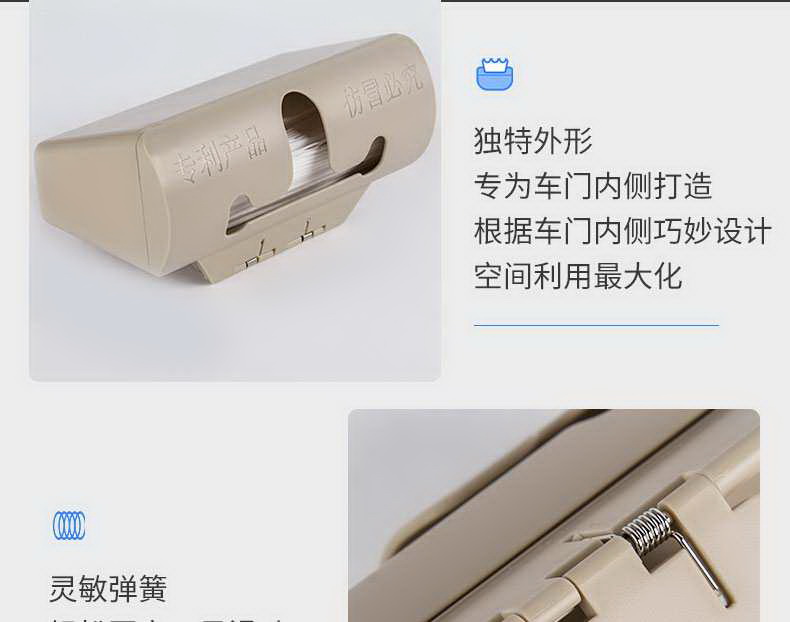 专利产品
仿冒必究
独特外形
专为车门内侧打造
根据车门内侧巧妙设计
空间利用最大化
灵敏弹簧